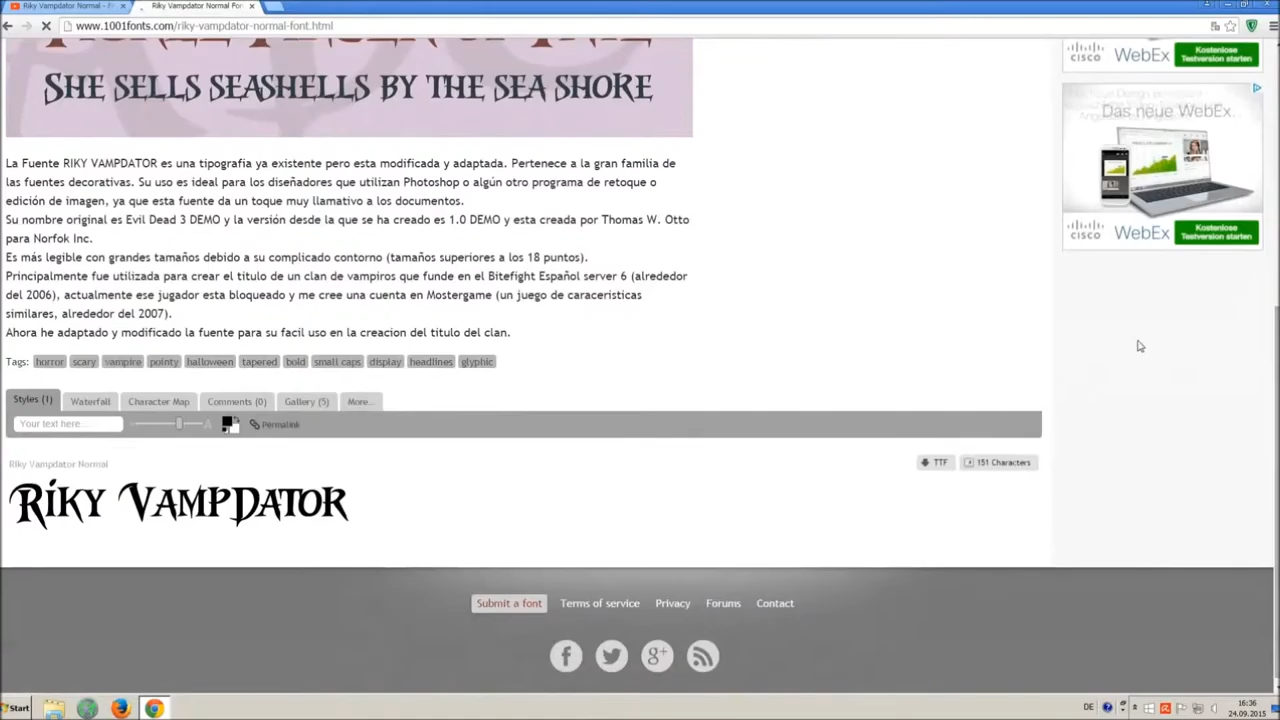 Riky Vampdator Normal - F
Riky Vampdator Normal Fon
www.1001fonts.com/riky-vampdator-normal-font.html
She sells seashells by the sea shore
La Fuente RIKY VAMPDATOR es una tipografia ya existente pero esta modificada y adaptada. Pertenece a la gran familia de
las fuentes decorativas. Su uso es ideal para los diseñadores que utilizan Photoshop o algún otro programa de retoque o
edición de imagen, ya que esta fuente da un toque muy llamativo a los documentos.
Su nombre original es Evil Dead 3 DEMO y la versión desde la que se ha creado es 1.0 DEMO y esta creada por Thomas W. Otto
para Norfok Inc.
Es más legible con grandes tamaños debido a su complicado contorno (tamaños superiores a los 18 puntos).
Principalmente fue utilizada para crear el titulo de un clan de vampiros que funde en el Bitefight Español server 6 (alrededor
del 2006), actualmente ese jugador esta bloqueado y me cree una cuenta en Mostergame (un juego de caraceristicas
similares, alrededor del 2007).
Ahora he adaptado y modificado la fuente para su facil uso en la creacion del titulo del clan.
Tags: horror scary vampire pointy halloween tapered bold small caps display headlines glyphic
Styles (1) Waterfall Character Map Comments (0) Gallery (5) More...
Your text here... A Permalink
Riky Vampdator Normal
TTF 151 Characters
Ríky VampDator
Submit a font Terms of service Privacy Forums Contact
f g+
CISCO WebEx Kostenlose
Testversion starten
Das neue WebEx.
CISCO WebEx Kostenlose
Testversion starten
Start DE 16:36
24.09.2015